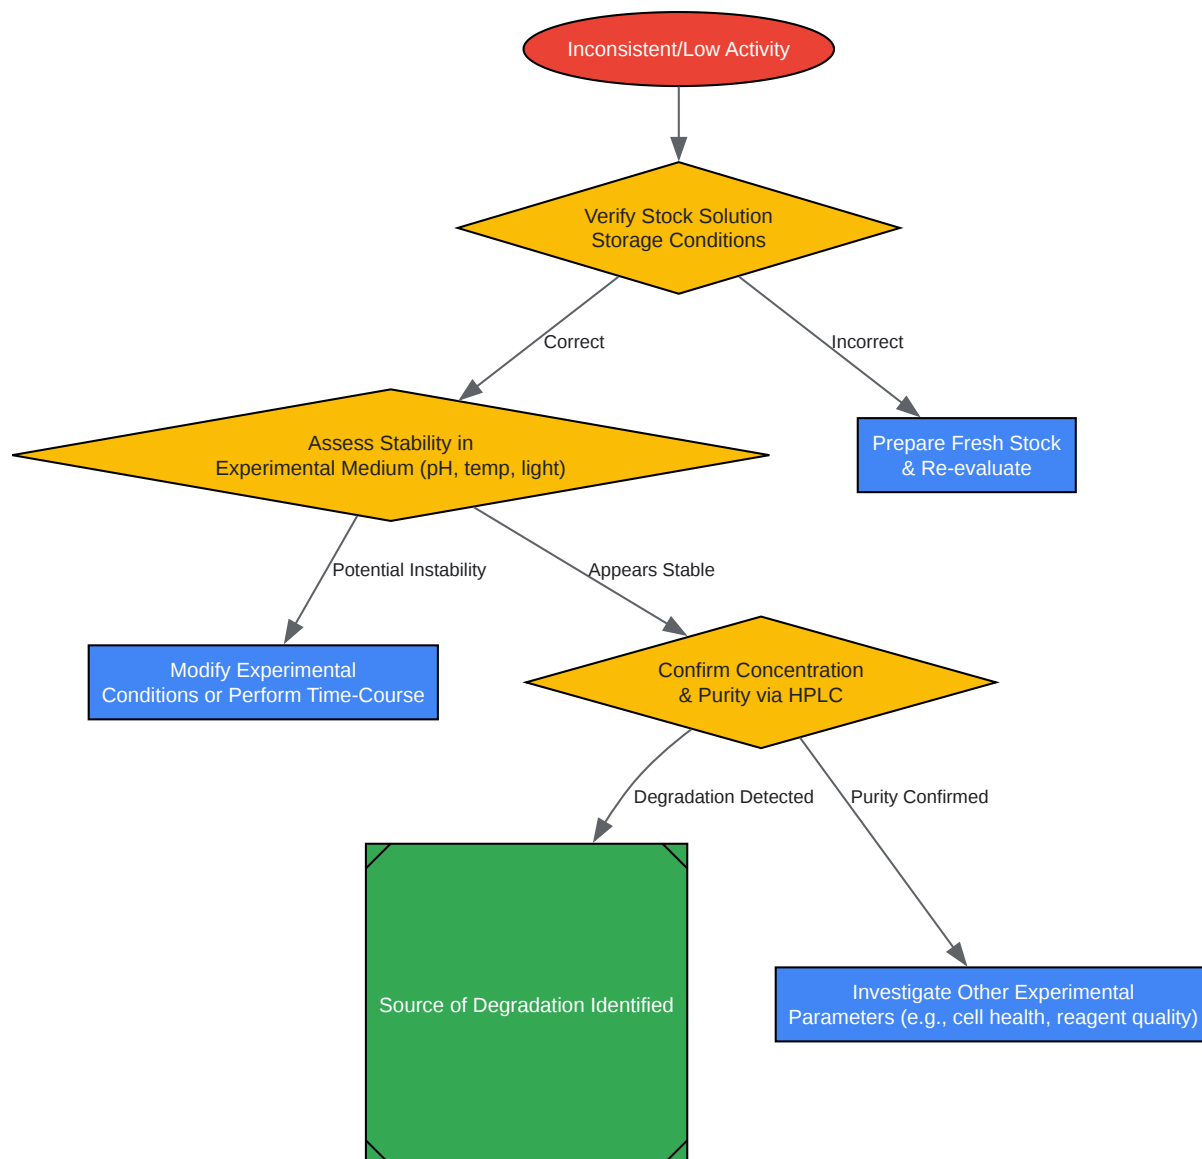 Inconsistent/Low Activity
Verify Stock Solution
Storage Conditions
Correct
Incorrect
Assess Stability in
Experimental Medium (pH, temp, light)
Prepare Fresh Stock
& Re-evaluate
Potential Instability
Appears Stable
Modify Experimental
Conditions or Perform Time-Course
Confirm Concentration
& Purity via HPLC
Degradation Detected
Purity Confirmed
Source of Degradation Identified
Investigate Other Experimental
Parameters (e.g., cell health, reagent quality)